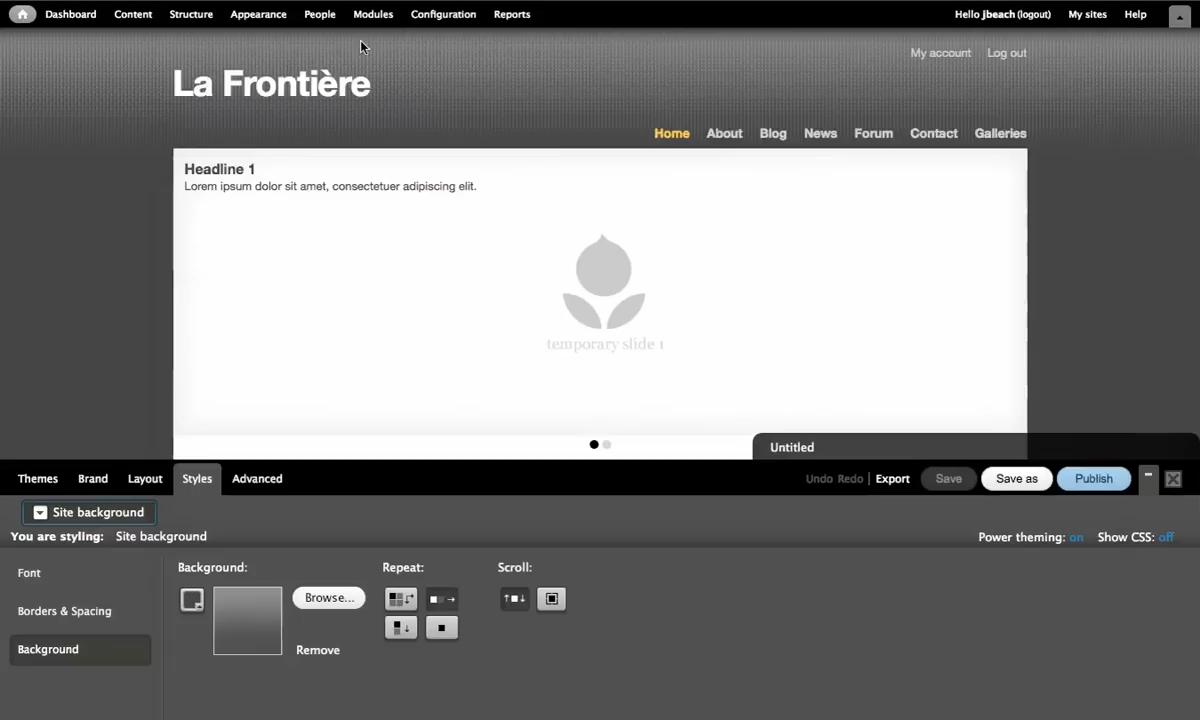 Dashboard Content Structure Appearance People Modules Configuration Reports Hello jbeach (logout) My sites Help
My account Log out
La Frontière
Home About Blog News Forum Contact Galleries
Headline 1
Lorem ipsum dolor sit amet, consectetuer adipiscing elit.
temporary slide 1
Untitled
Themes Brand Layout Styles Advanced Undo Redo Export Save Save as Publish
Site background
You are styling: Site background Power theming: on Show CSS: off
Font Background: Repeat: Scroll:
Browse...
Borders & Spacing
Background Remove